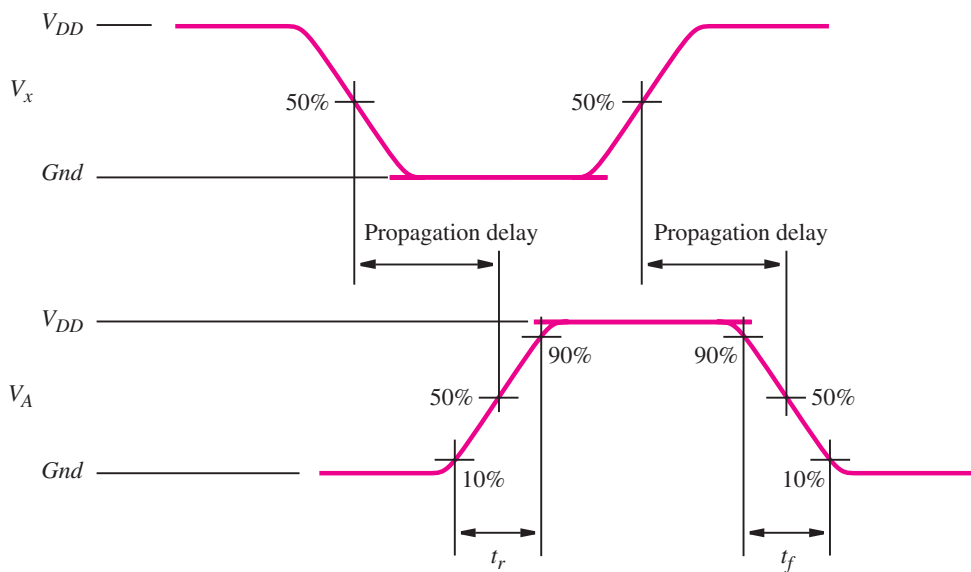 V_DD
V_x
50%
50%
Gnd
Propagation delay
Propagation delay
V_DD
90%
90%
V_A
50%
50%
Gnd
10%
10%
t_r
t_f